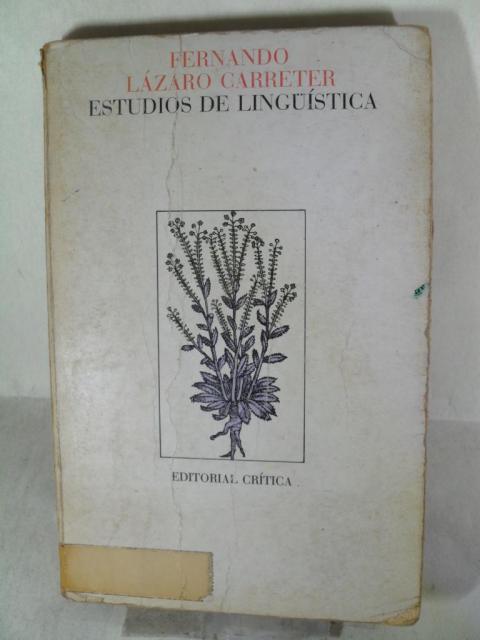 FERNANDO
LÁZARO CARRETER
ESTUDIOS DE LINGÜÍSTICA
EDITORIAL CRÍTICA